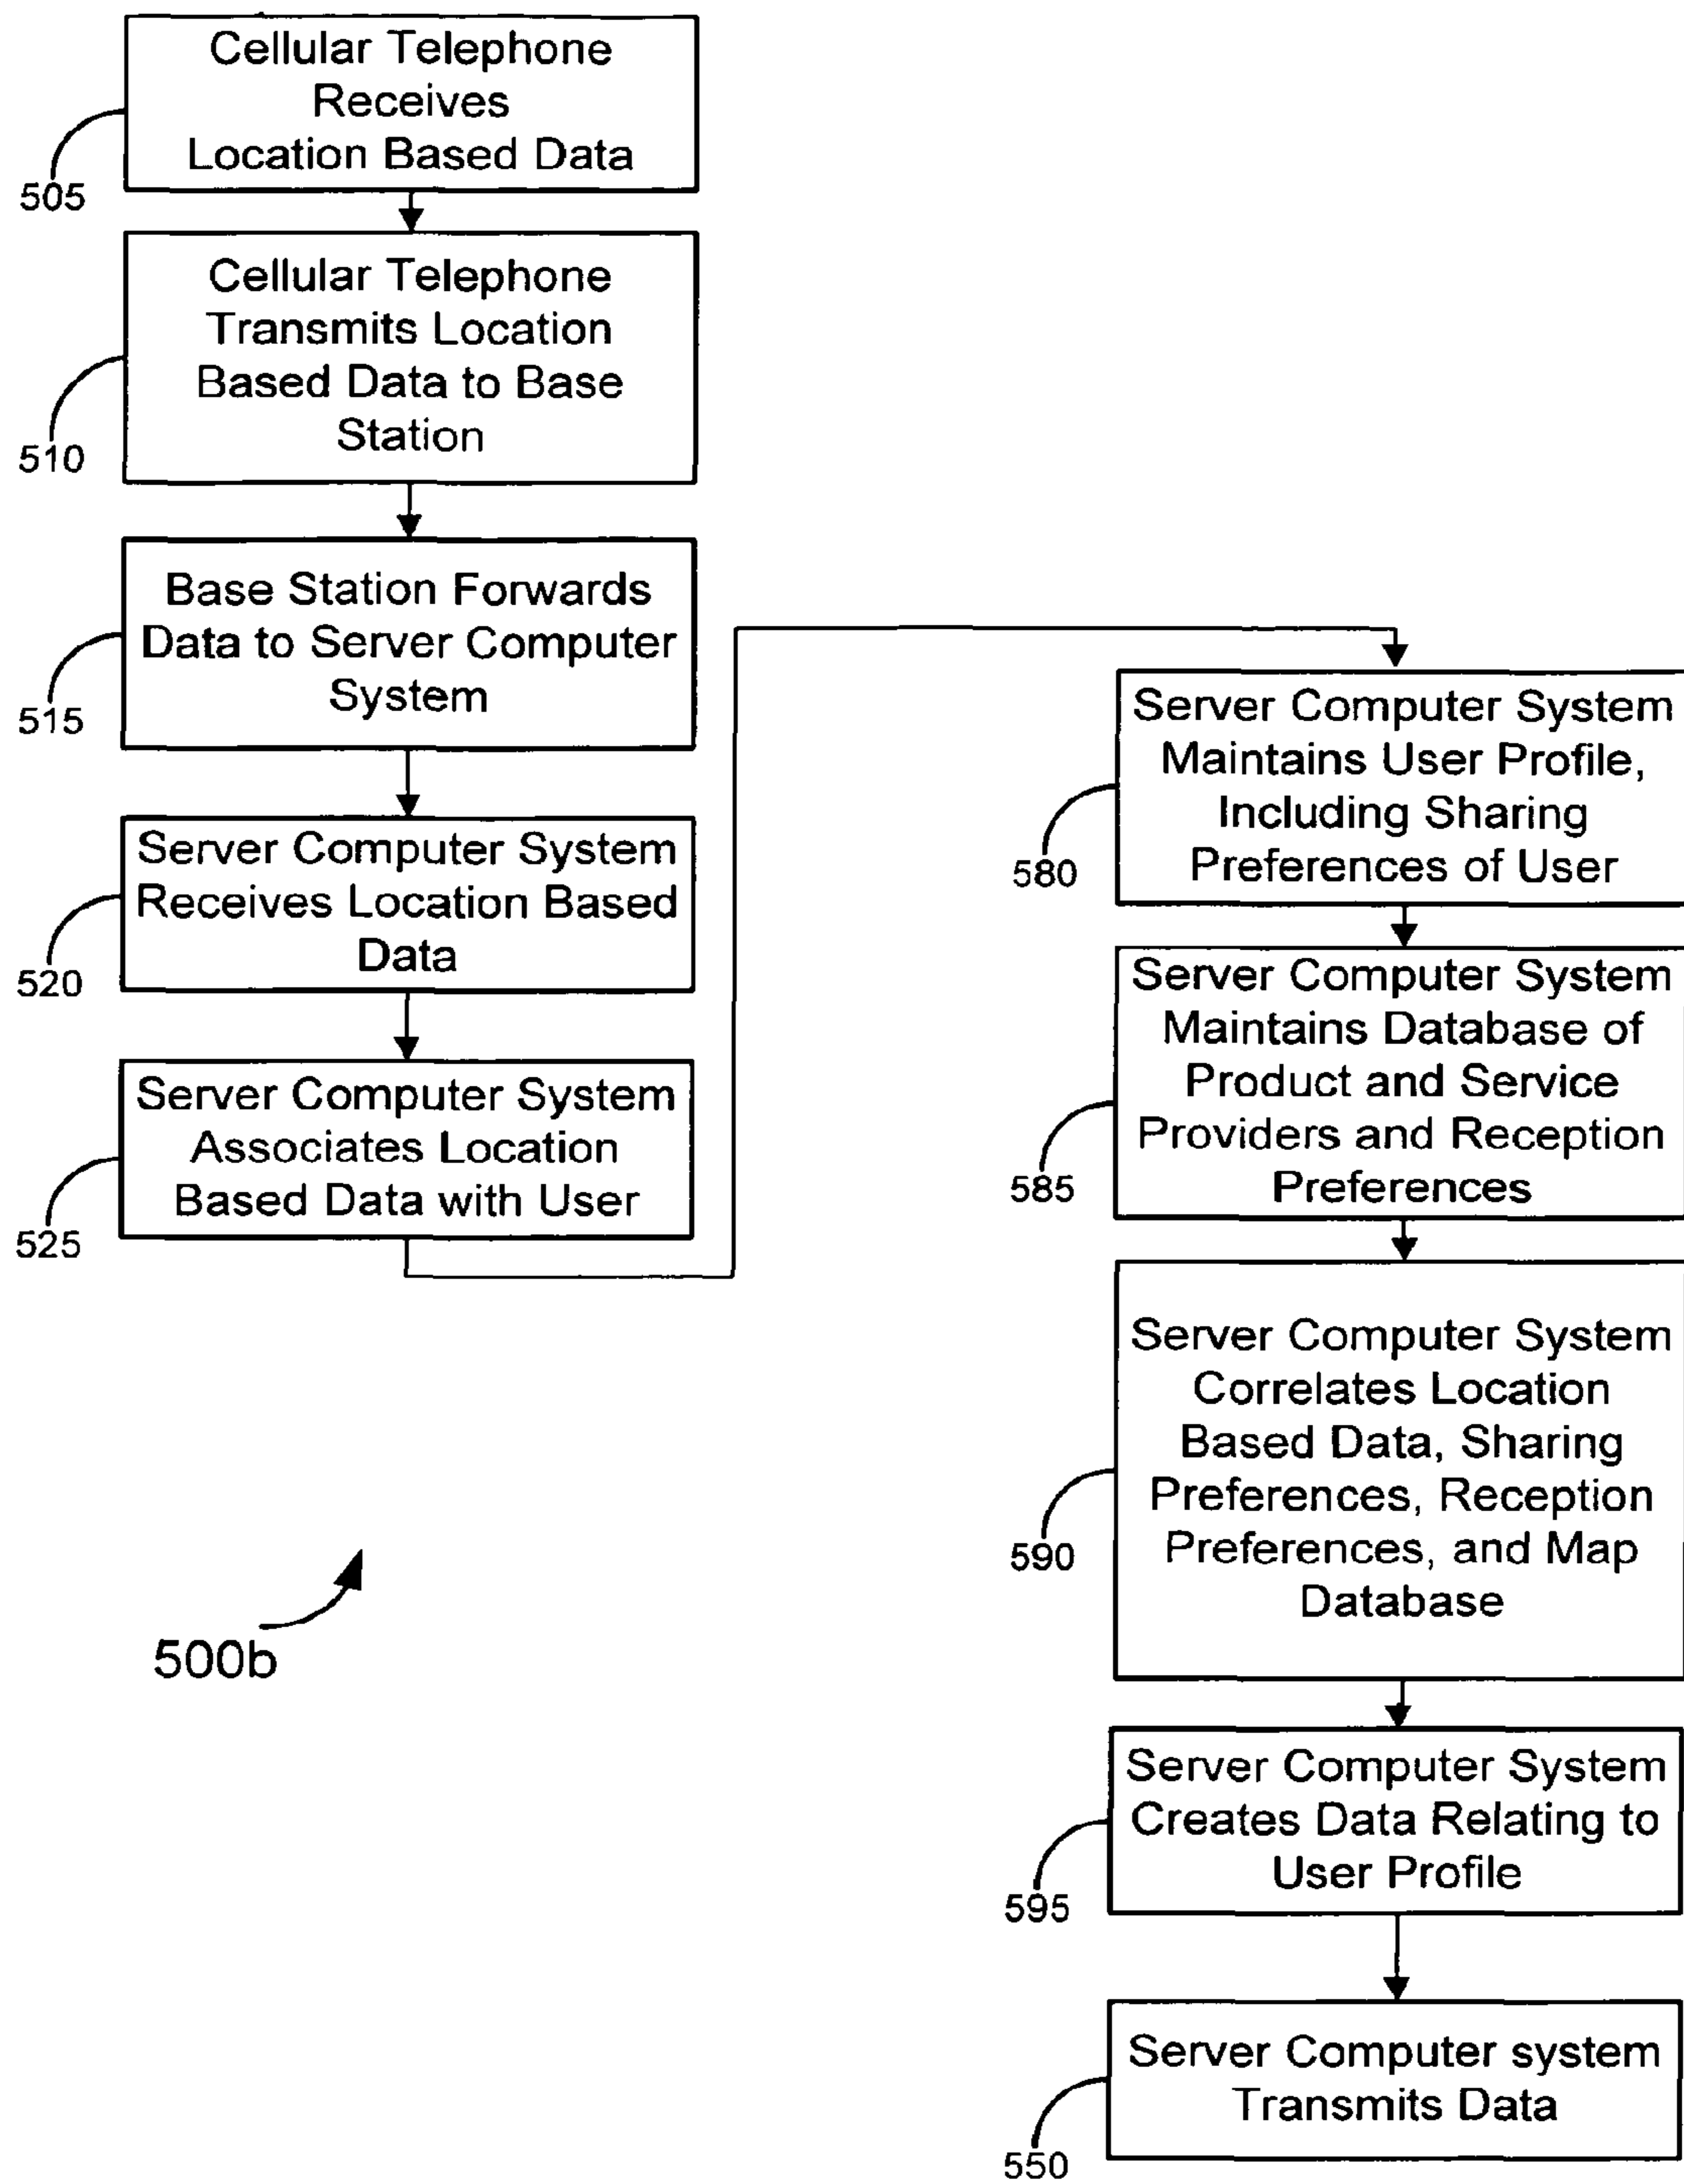 Cellular Telephone
Receives
Location Based Data
505
Cellular Telephone
Transmits Location
Based Data to Base
Station
510
Base Station Forwards
Data to Server Computer
System
515
Server Computer System
Receives Location Based
Data
520
Server Computer System
Associates Location
Based Data with User
525
Server Computer System
Maintains User Profile,
Including Sharing
Preferences of User
580
Server Computer System
Maintains Database of
Product and Service
Providers and Reception
Preferences
585
Server Computer System
Correlates Location
Based Data, Sharing
Preferences, Reception
Preferences, and Map
Database
590
Server Computer System
Creates Data Relating to
User Profile
595
Server Computer system
Transmits Data
550
500b